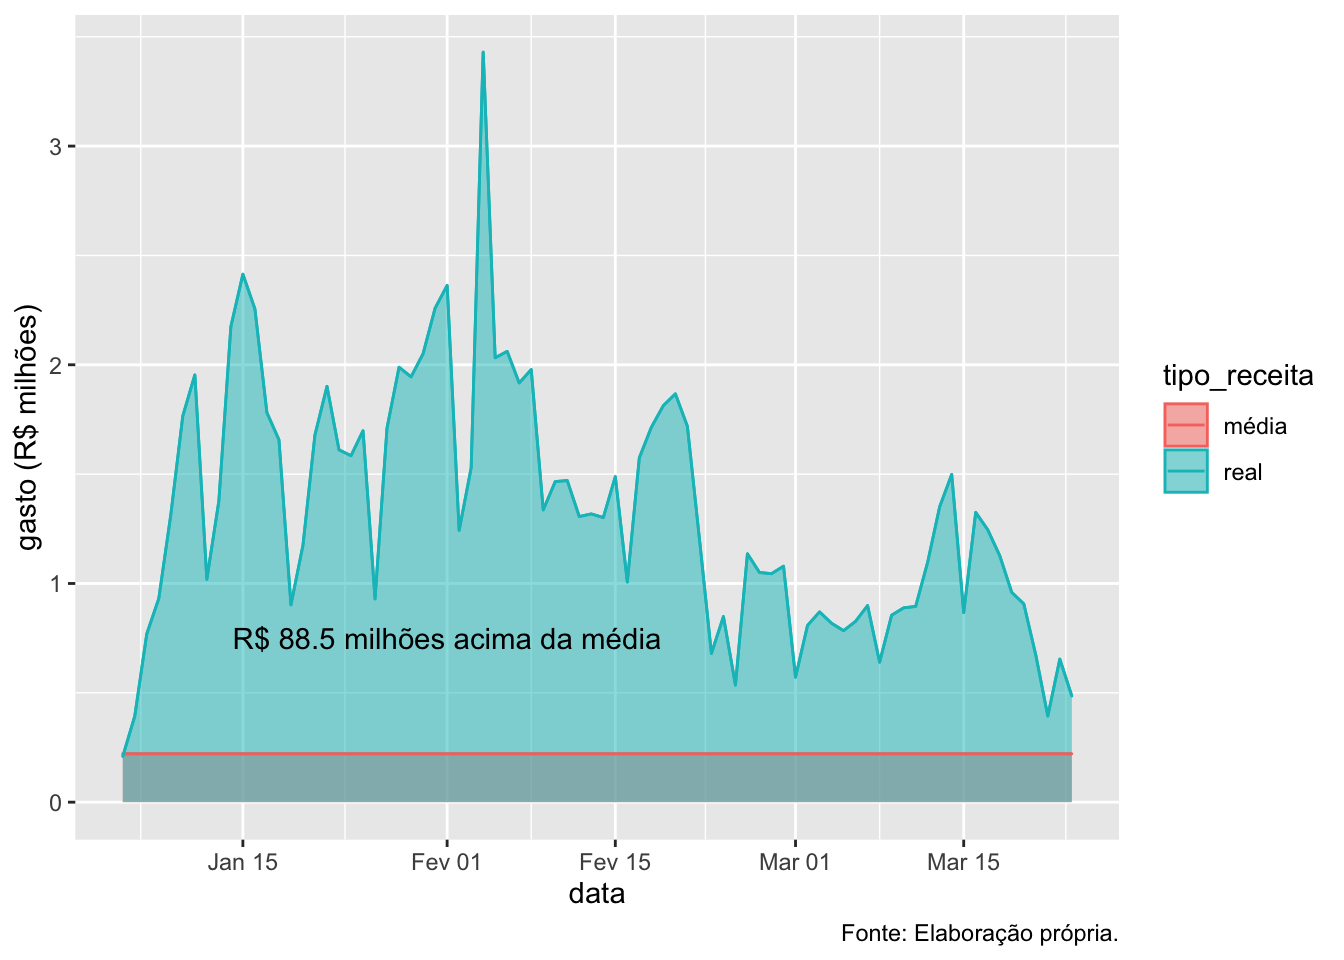 gasto (R$ milhões)
3
2
1
0
R$ 88.5 milhões acima da média
Jan 15
Fev 01
Fev 15
Mar 01
Mar 15
data
tipo_receita
média
real
Fonte: Elaboração própria.